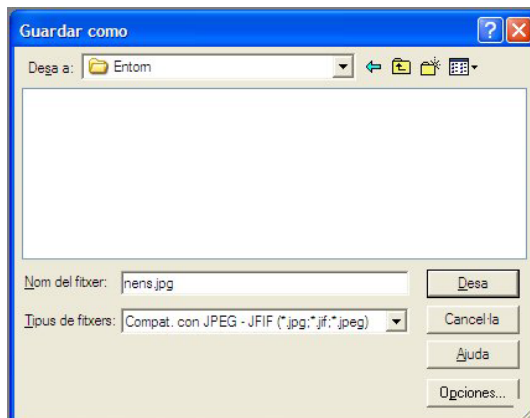 Guardar como
Desa a: Entorn
Nom del fitxer: nens.jpg
Desa
Tipus de fitxers: Compat. con JPEG - JFIF (*.jpg;*.jif;*.jpeg)
Cancel·la
Ajuda
Opciones...